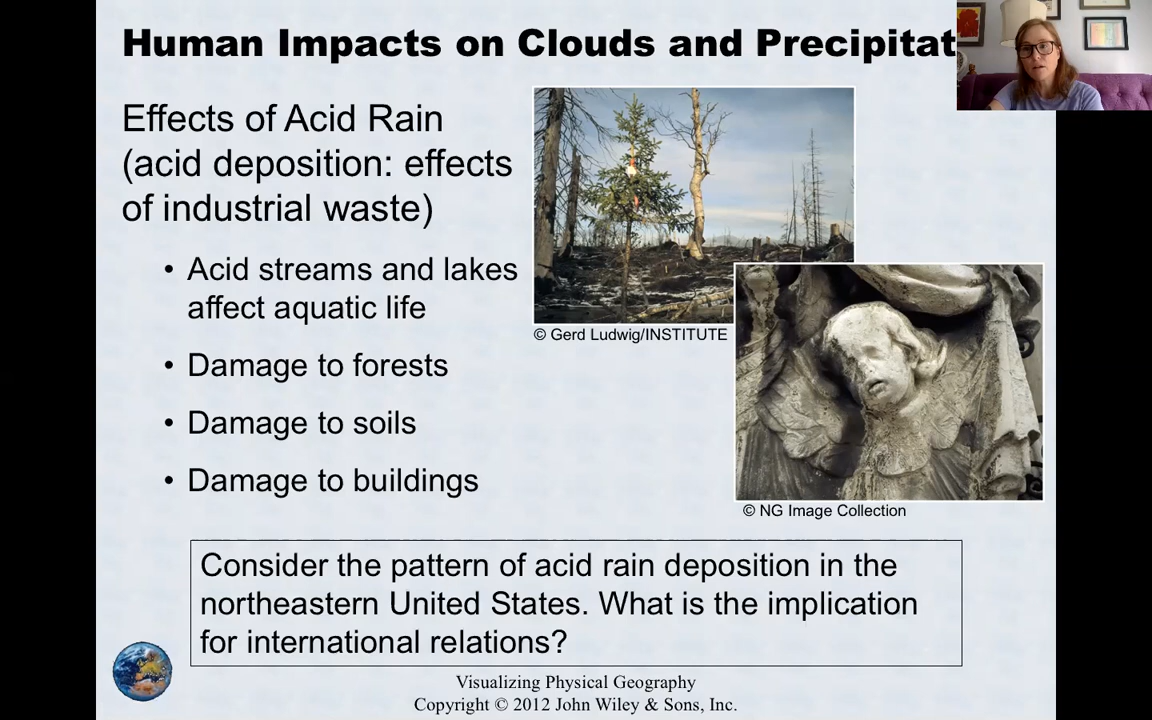 Human Impacts on Clouds and Precipitat
Effects of Acid Rain
(acid deposition: effects
of industrial waste)
• Acid streams and lakes
affect aquatic life
• Damage to forests
• Damage to soils
• Damage to buildings
© Gerd Ludwig/INSTITUTE
© NG Image Collection
Consider the pattern of acid rain deposition in the
northeastern United States. What is the implication
for international relations?
Visualizing Physical Geography
Copyright © 2012 John Wiley & Sons, Inc.